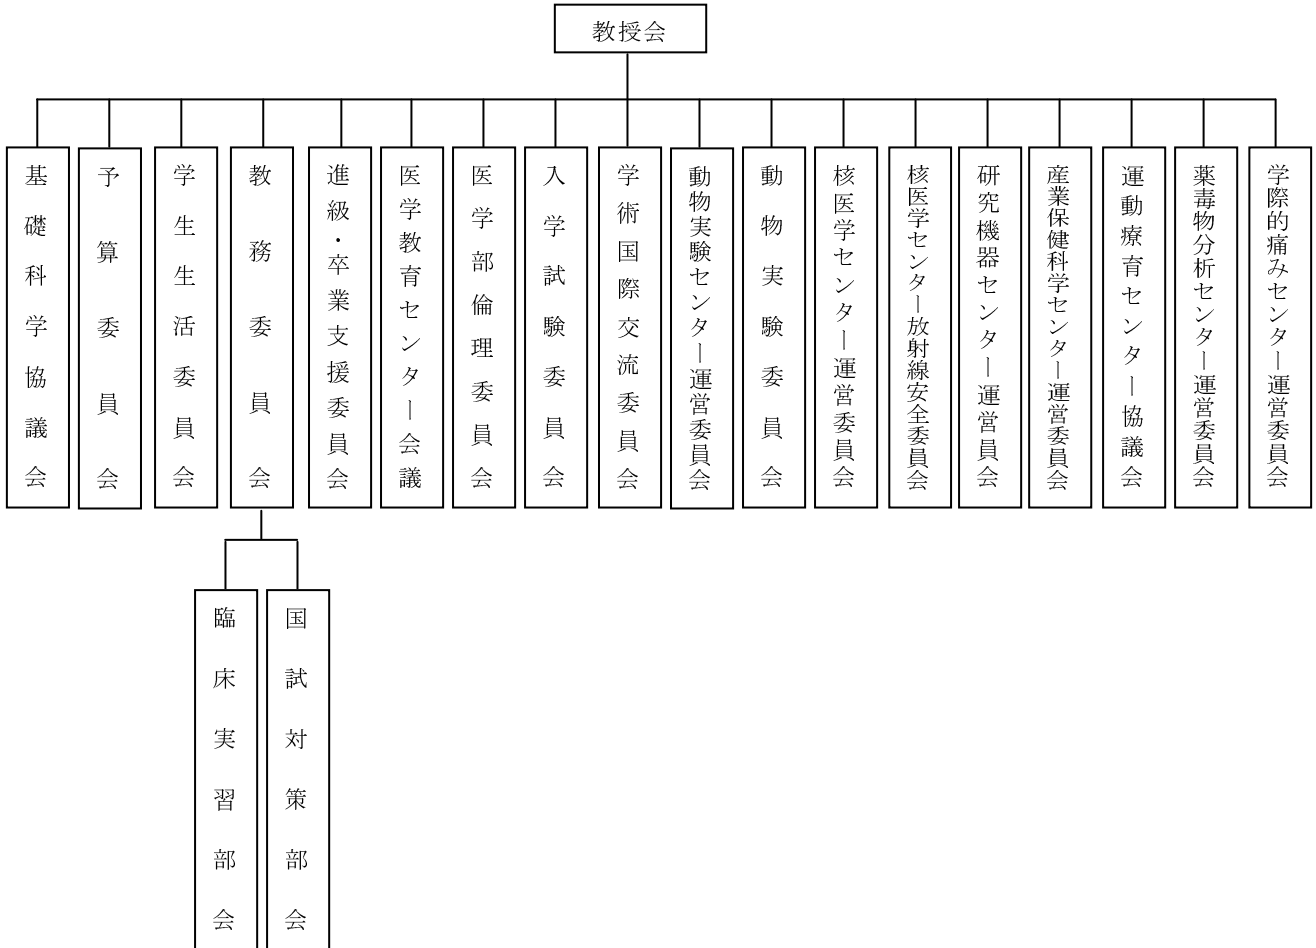 教授会
基礎科学協議会
予算委員会
学生生活委員会
教務委員会
進級・卒業支援委員会
医学教育センター会議
医学部倫理委員会
入学試験委員会
学術国際交流委員会
動物実験センター運営委員会
動物実験委員会
核医学センター運営委員会
核医学センター放射線安全委員会
研究機器センター運営員会
産業保健科学センター運営委員会
運動療育センター協議会
薬毒物分析センター運営委員会
学際的痛みセンター運営委員会
臨床実習部会
国試対策部会